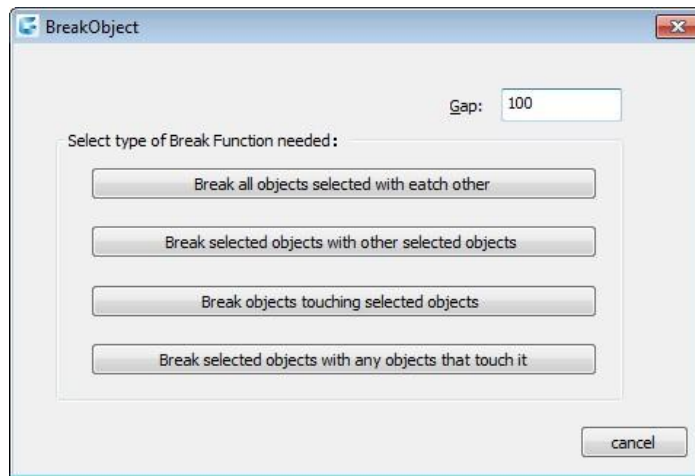 BreakObject
Gap: 100
Select type of Break Function needed:
Break all objects selected with eatch other
Break selected objects with other selected objects
Break objects touching selected objects
Break selected objects with any objects that touch it
cancel